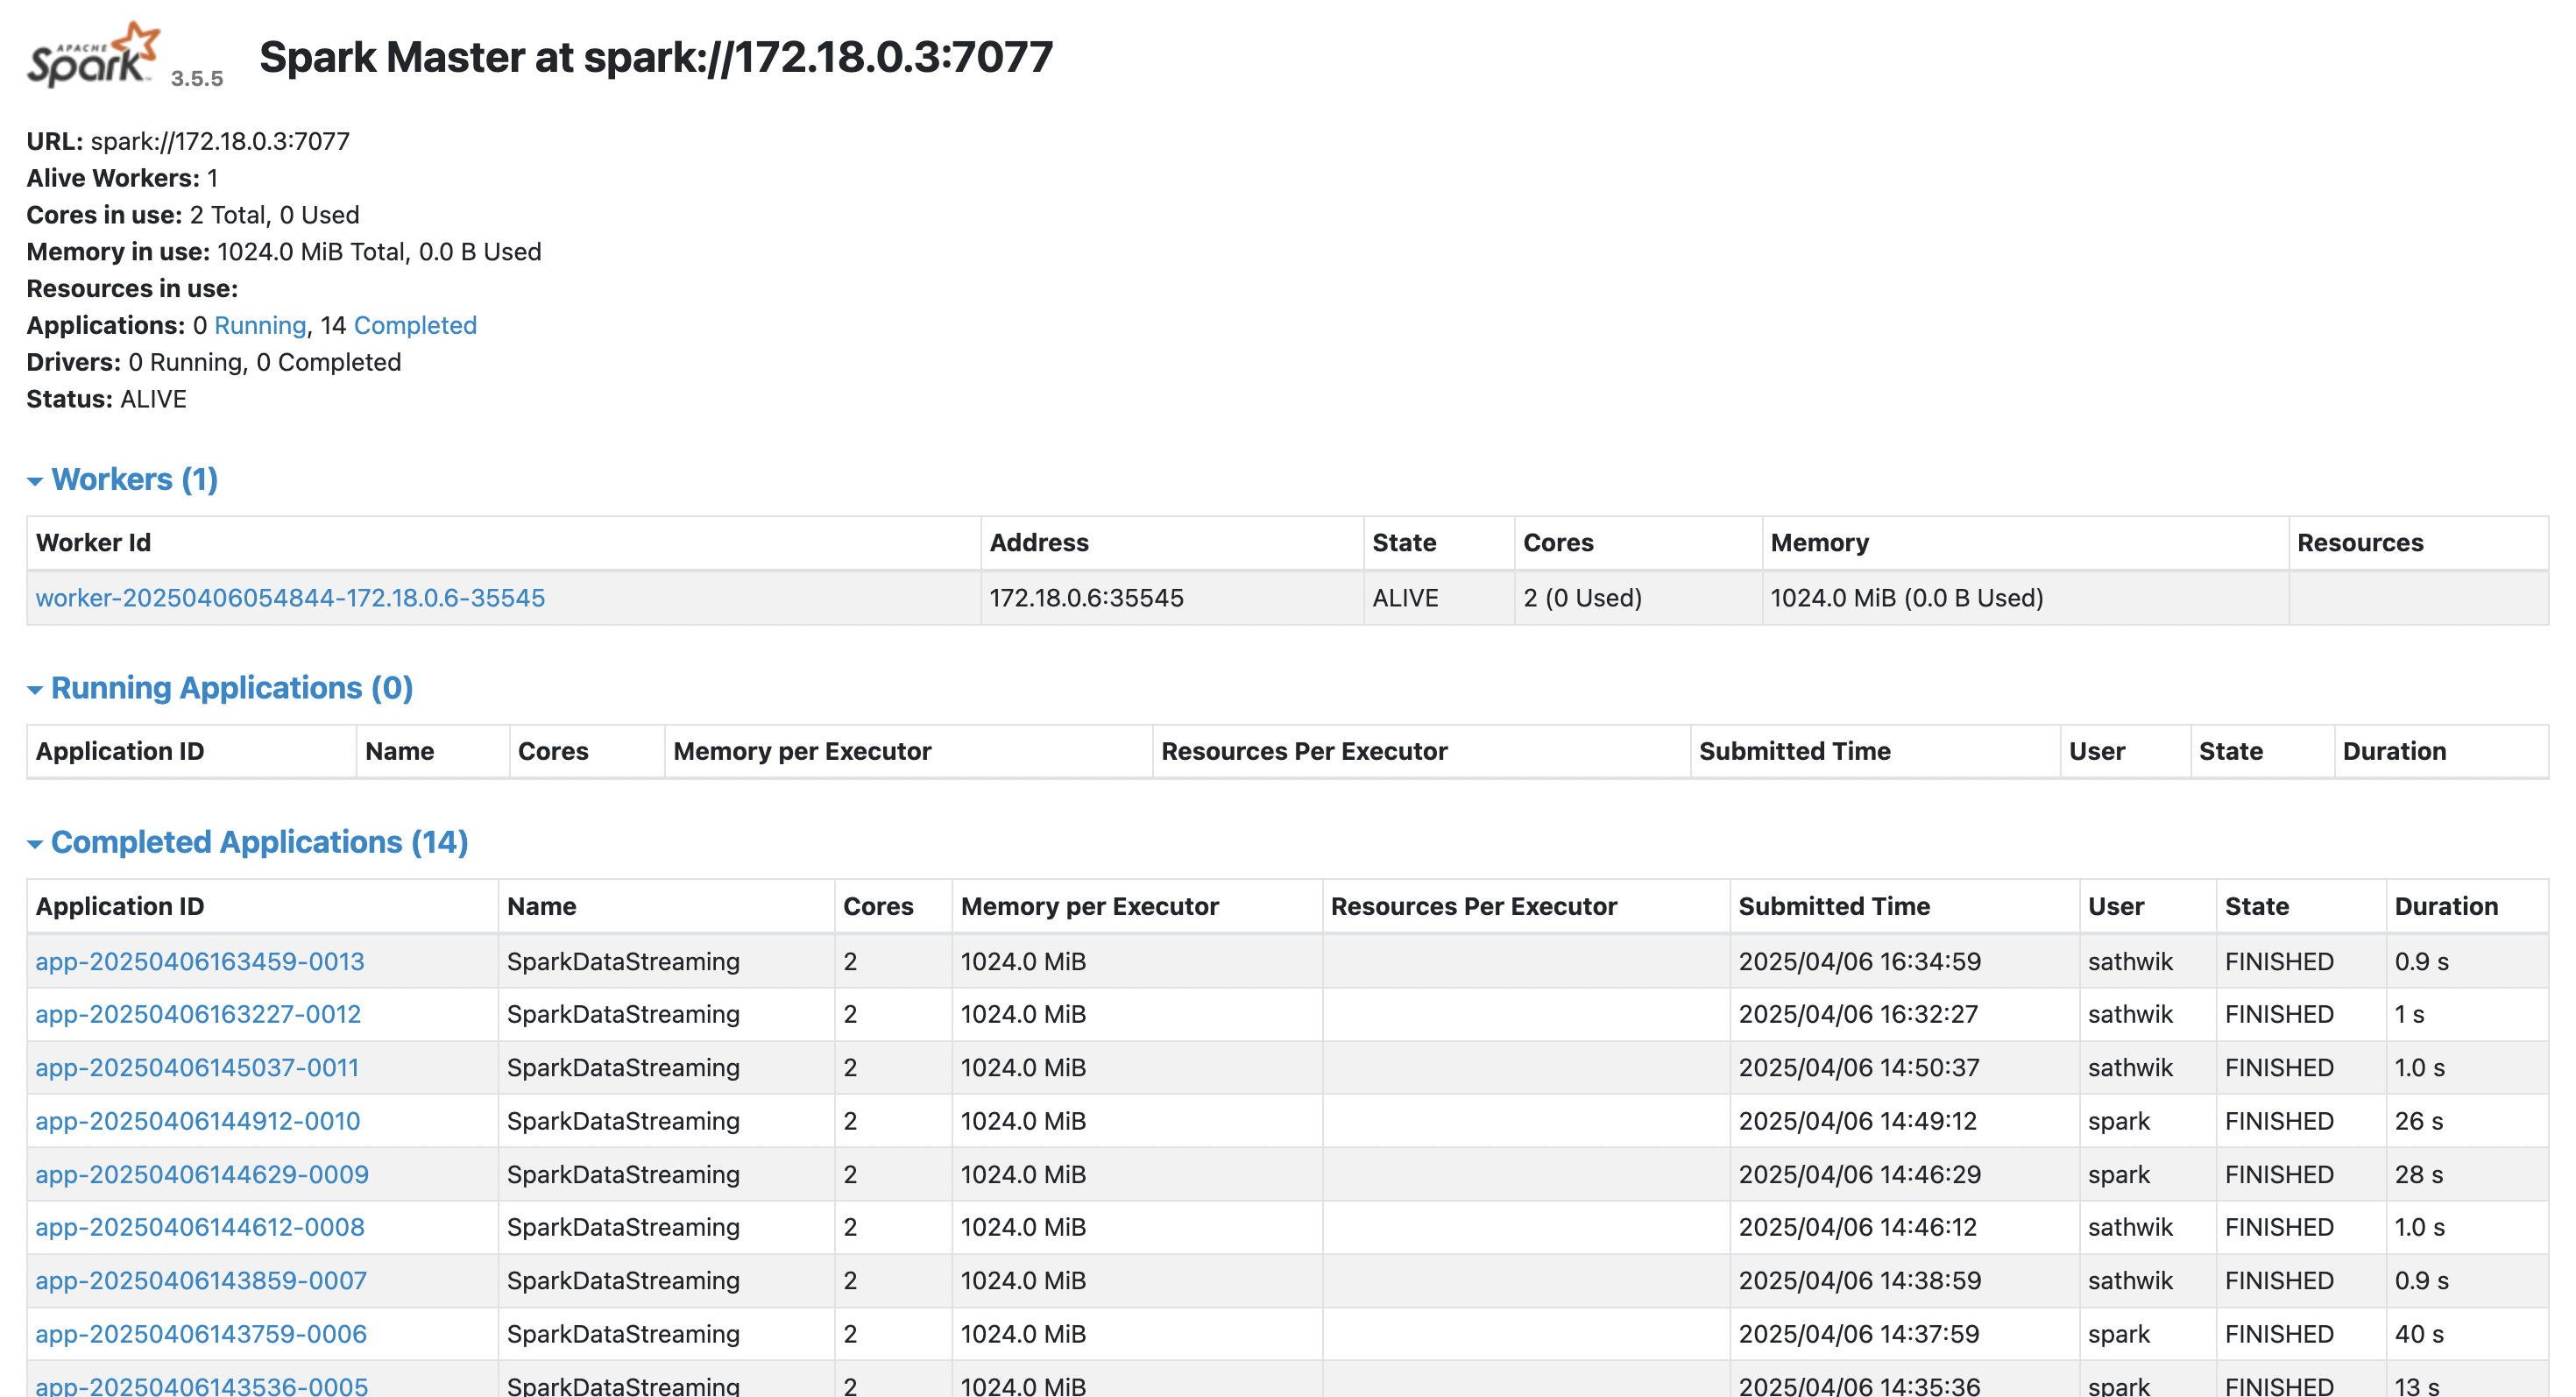 APACHE
Spark 3.5.5 Spark Master at spark://172.18.0.3:7077
URL: spark://172.18.0.3:7077
Alive Workers: 1
Cores in use: 2 Total, 0 Used
Memory in use: 1024.0 MiB Total, 0.0 B Used
Resources in use:
Applications: 0 Running, 14 Completed
Drivers: 0 Running, 0 Completed
Status: ALIVE
Workers (1)
Worker Id Address State Cores Memory Resources
worker-20250406054844-172.18.0.6-35545 172.18.0.6:35545 ALIVE 2 (0 Used) 1024.0 MiB (0.0 B Used)
Running Applications (0)
Application ID Name Cores Memory per Executor Resources Per Executor Submitted Time User State Duration
Completed Applications (14)
Application ID Name Cores Memory per Executor Resources Per Executor Submitted Time User State Duration
app-20250406163459-0013 SparkDataStreaming 2 1024.0 MiB 2025/04/06 16:34:59 sathwik FINISHED 0.9 s
app-20250406163227-0012 SparkDataStreaming 2 1024.0 MiB 2025/04/06 16:32:27 sathwik FINISHED 1 s
app-20250406145037-0011 SparkDataStreaming 2 1024.0 MiB 2025/04/06 14:50:37 sathwik FINISHED 1.0 s
app-20250406144912-0010 SparkDataStreaming 2 1024.0 MiB 2025/04/06 14:49:12 spark FINISHED 26 s
app-20250406144629-0009 SparkDataStreaming 2 1024.0 MiB 2025/04/06 14:46:29 spark FINISHED 28 s
app-20250406144612-0008 SparkDataStreaming 2 1024.0 MiB 2025/04/06 14:46:12 sathwik FINISHED 1.0 s
app-20250406143859-0007 SparkDataStreaming 2 1024.0 MiB 2025/04/06 14:38:59 sathwik FINISHED 0.9 s
app-20250406143759-0006 SparkDataStreaming 2 1024.0 MiB 2025/04/06 14:37:59 spark FINISHED 40 s
app-20250406143536-0005 SparkDataStreaming 2 1024.0 MiB 2025/04/06 14:35:36 spark FINISHED 13 s